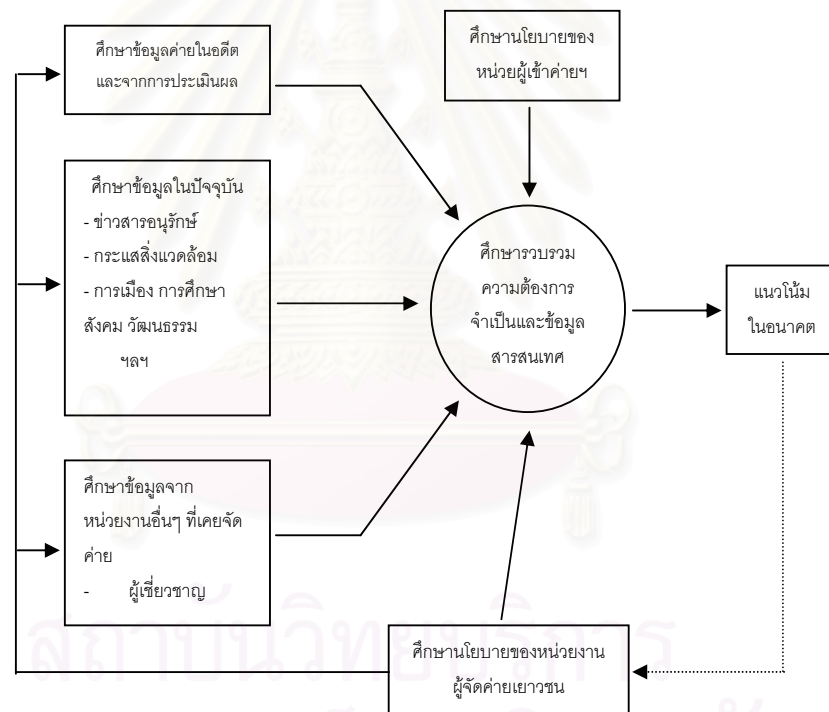 ศึกษาข้อมูลค่ายในอดีต
และจากการประเมินผล
ศึกษานโยบายของ
หน่วยผู้เข้าค่ายฯ
ศึกษาข้อมูลในปัจจุบัน
- ข่าวสารอนุรักษ์
- กระแสสิ่งแวดล้อม
- การเมือง การศึกษา
สังคม วัฒนธรรม
ฯลฯ
ศึกษารวบรวม
ความต้องการ
จำเป็นและข้อมูล
สารสนเทศ
แนวโน้ม
ในอนาคต
ศึกษาข้อมูลจาก
หน่วยงานอื่นๆ ที่เคยจัด
ค่าย
- ผู้เชี่ยวชาญ
ศึกษานโยบายของหน่วยงาน
ผู้จัดค่ายเยาวชน
สถาบันวิทยบริการ